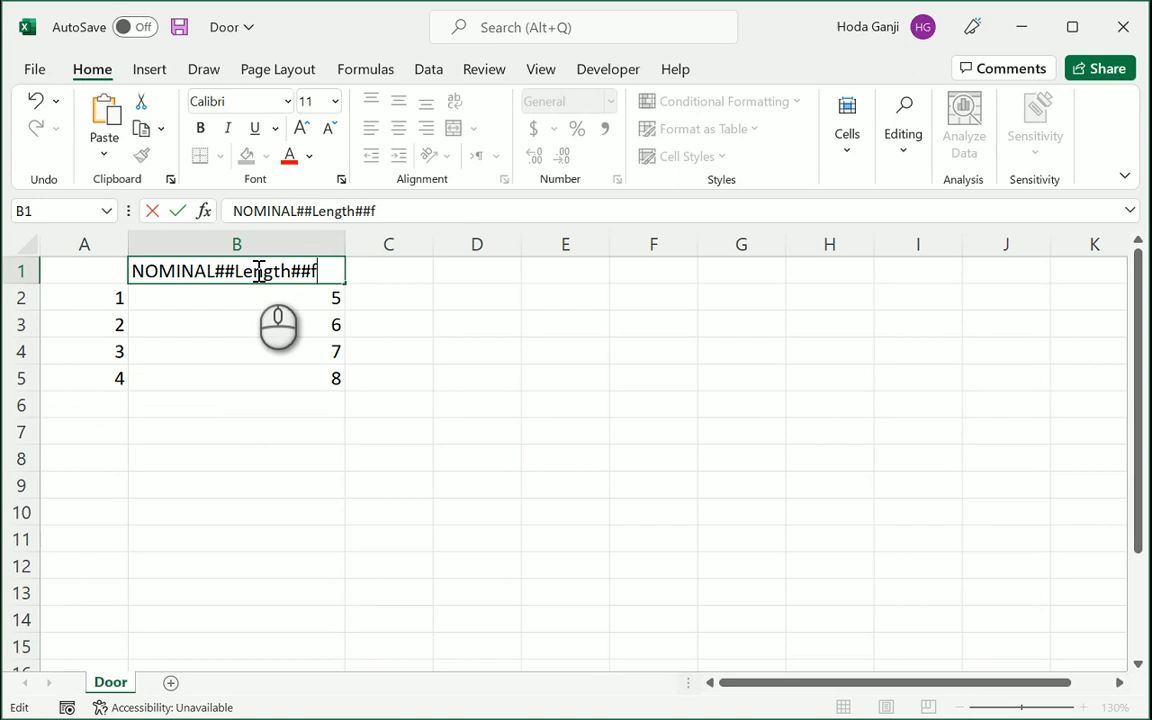 AutoSave Off Door Search (Alt+Q) Hoda Ganji HG
File Home Insert Draw Page Layout Formulas Data Review View Developer Help Comments Share
Calibri 11 General Conditional Formatting
Paste B I U A A $ % , Format as Table Cells Editing Analyze Data Sensitivity
A Cell Styles
Undo Clipboard Font Alignment Number Styles Analysis Sensitivity
B1 fx NOMINAL##Length##f
A B C D E F G H I J K
1 NOMINAL##Length##f
2 1 5
3 2 6
4 3 7
5 4 8
6
7
8
9
10
11
12
13
14
15
Door
Edit Accessibility: Unavailable 130%